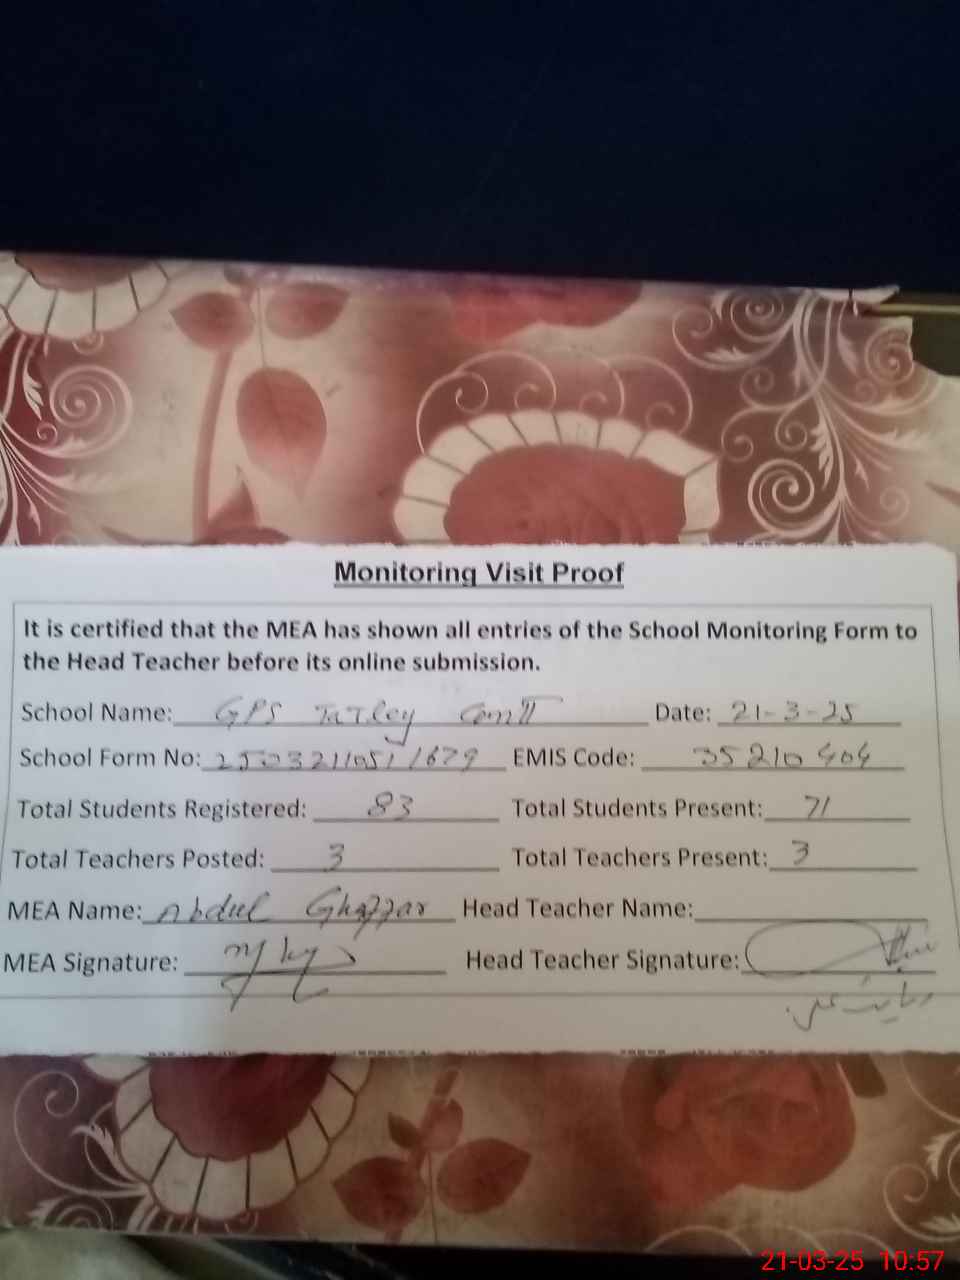 Monitoring Visit Proof
It is certified that the MEA has shown all entries of the School Monitoring Form to
the Head Teacher before its online submission.
School Name: GPS TaTley Date: 21-3-25
School Form No: EMIS Code: 35210404
Total Students Registered: 83 Total Students Present: 71
Total Teachers Posted: 3 Total Teachers Present: 3
MEA Name: Abdul Ghaffar Head Teacher Name:
MEA Signature: Head Teacher Signature:
21-03-25 10:57